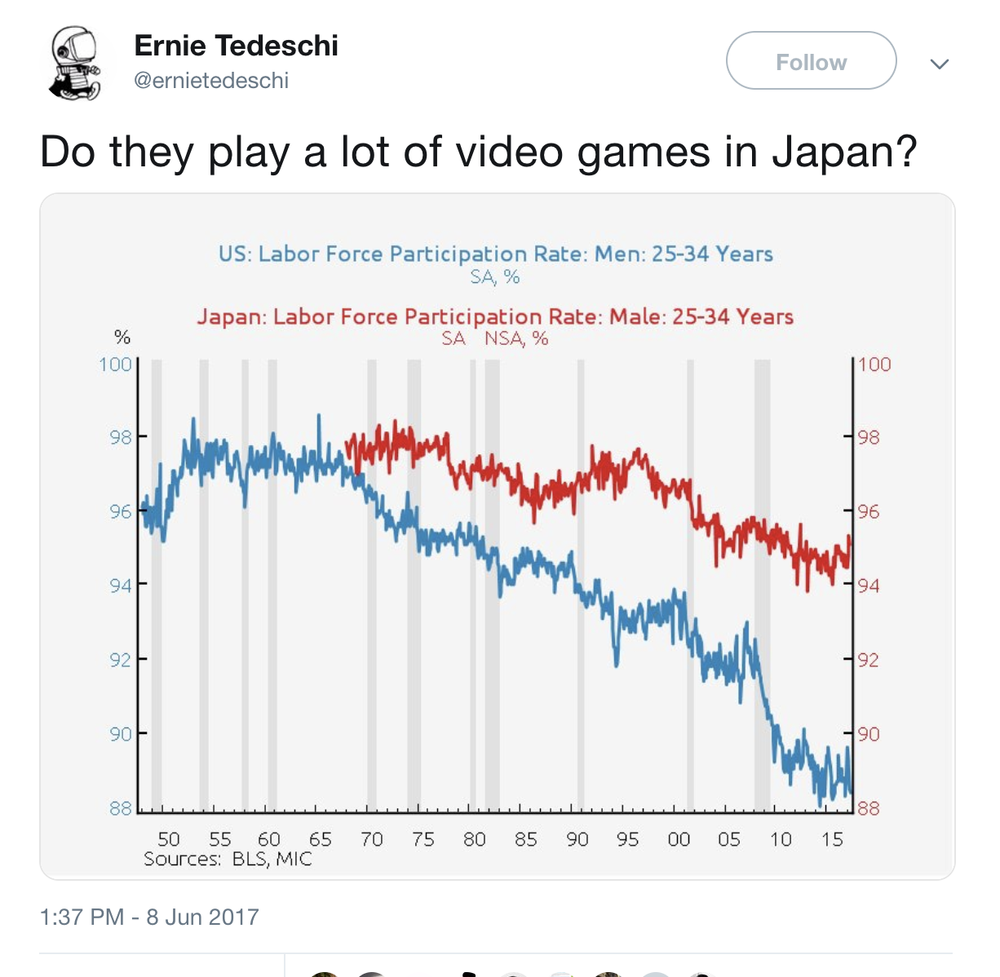 Ernie Tedeschi
@ernietedeschi
Follow
Do they play a lot of video games in Japan?
US: Labor Force Participation Rate: Men: 25-34 Years
SA, %
Japan: Labor Force Participation Rate: Male: 25-34 Years
SA NSA, %
%
100 100
98 98
96 96
94 94
92 92
90 90
88 88
50 55 60 65 70 75 80 85 90 95 00 05 10 15
Sources: BLS, MIC
1:37 PM - 8 Jun 2017